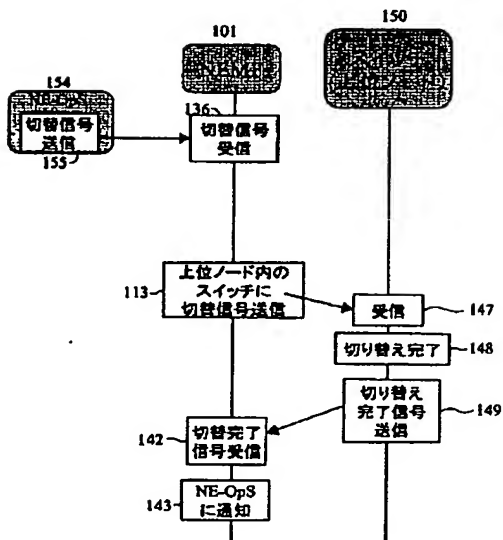 150
101
154
NE-OpS
136
切替信号
送信
155
切替信号
受信
上位ノード内の
スイッチに
切替信号送信
113
受信
147
切り替え完了
148
切り替え
完了信号
送信
149
切替完了
信号受信
142
NE-OpS
に通知
143